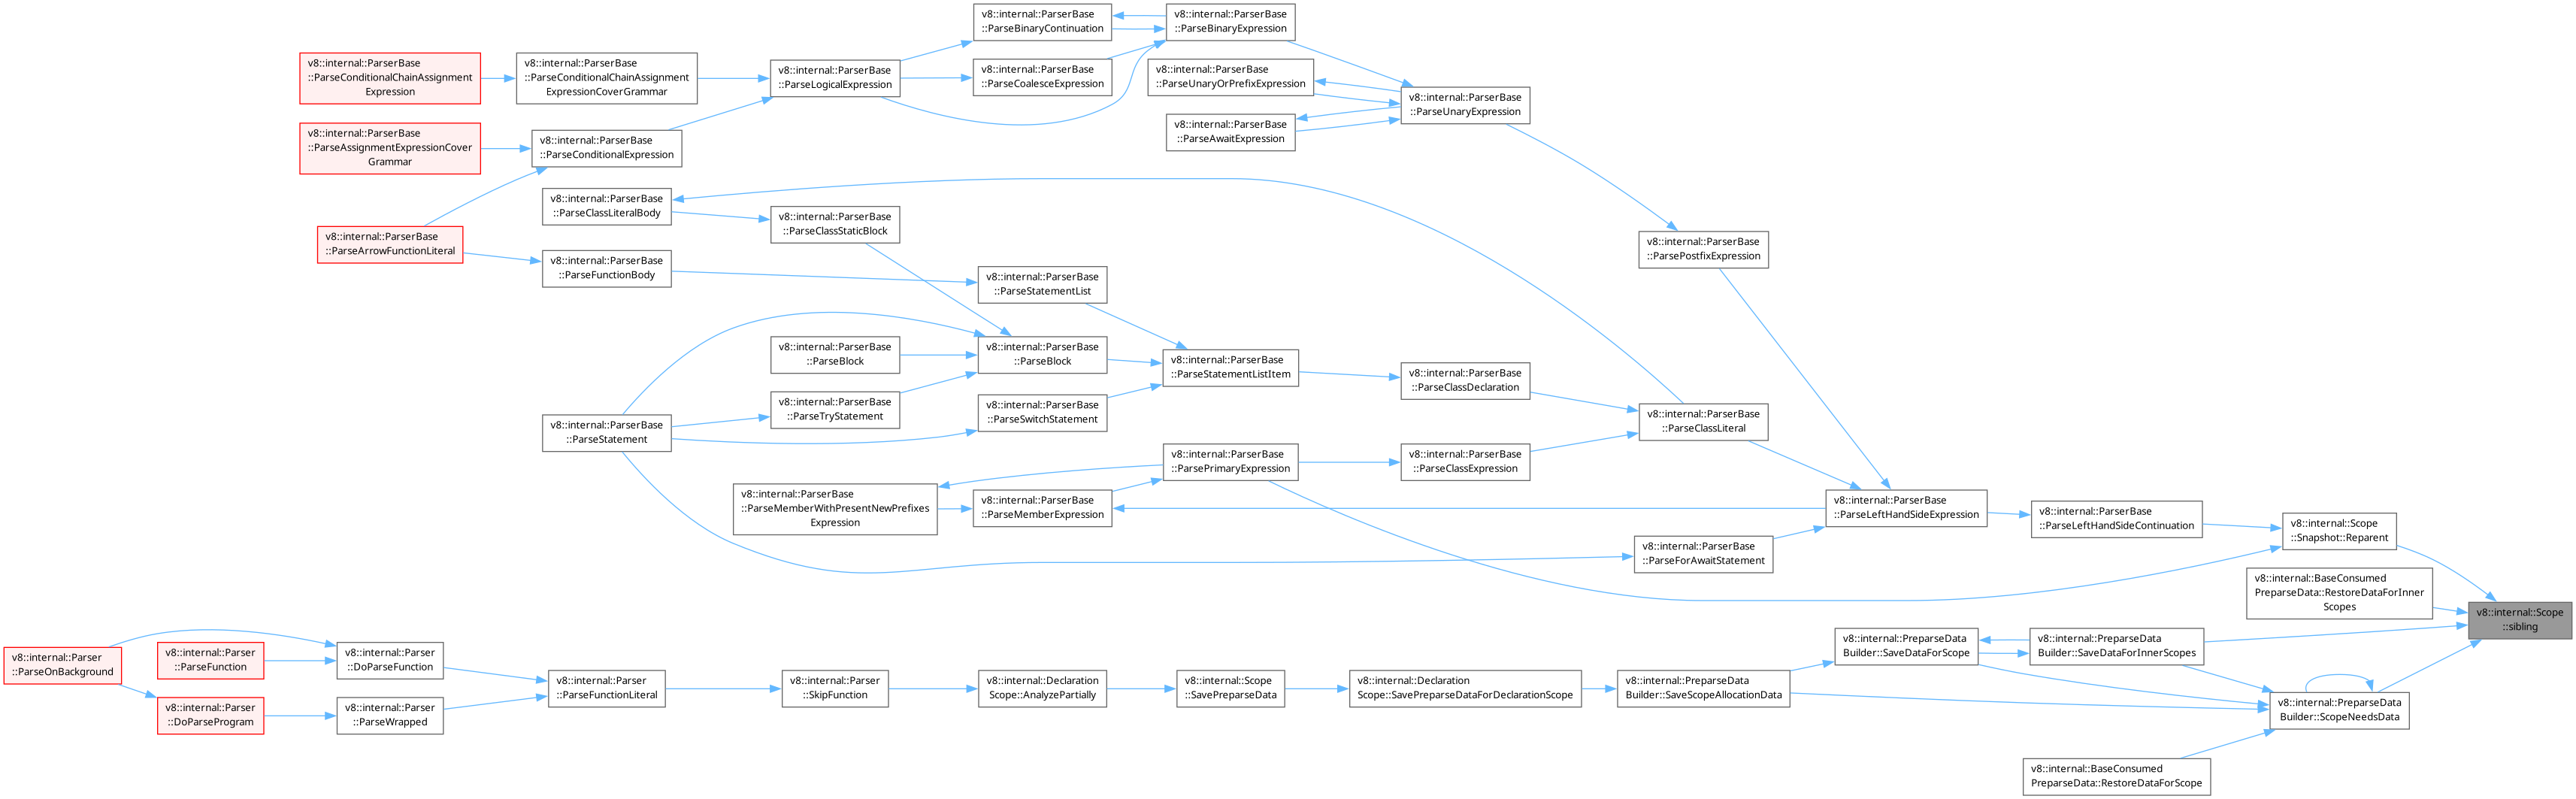 v8::internal::ParserBase
::ParseBinaryContinuation
v8::internal::ParserBase
::ParseBinaryExpression
v8::internal::ParserBase
::ParseConditionalChainAssignment
Expression
v8::internal::ParserBase
::ParseConditionalChainAssignment
ExpressionCoverGrammar
v8::internal::ParserBase
::ParseLogicalExpression
v8::internal::ParserBase
::ParseCoalesceExpression
v8::internal::ParserBase
::ParseUnaryOrPrefixExpression
v8::internal::ParserBase
::ParseUnaryExpression
v8::internal::ParserBase
::ParseAwaitExpression
v8::internal::ParserBase
::ParseAssignmentExpressionCover
Grammar
v8::internal::ParserBase
::ParseConditionalExpression
v8::internal::ParserBase
::ParseClassLiteralBody
v8::internal::ParserBase
::ParseClassStaticBlock
v8::internal::ParserBase
::ParseArrowFunctionLiteral
v8::internal::ParserBase
::ParseFunctionBody
v8::internal::ParserBase
::ParseStatementList
v8::internal::ParserBase
::ParsePostfixExpression
v8::internal::ParserBase
::ParseBlock
v8::internal::ParserBase
::ParseBlock
v8::internal::ParserBase
::ParseStatementListItem
v8::internal::ParserBase
::ParseClassDeclaration
v8::internal::ParserBase
::ParseTryStatement
v8::internal::ParserBase
::ParseSwitchStatement
v8::internal::ParserBase
::ParseStatement
v8::internal::ParserBase
::ParseClassLiteral
v8::internal::ParserBase
::ParsePrimaryExpression
v8::internal::ParserBase
::ParseClassExpression
v8::internal::ParserBase
::ParseMemberWithPresentNewPrefixes
Expression
v8::internal::ParserBase
::ParseMemberExpression
v8::internal::ParserBase
::ParseLeftHandSideExpression
v8::internal::ParserBase
::ParseLeftHandSideContinuation
v8::internal::Scope
::Snapshot::Reparent
v8::internal::ParserBase
::ParseForAwaitStatement
v8::internal::BaseConsumed
PreparseData::RestoreDataForInner
Scopes
v8::internal::Scope
::sibling
v8::internal::Parser
::ParseOnBackground
v8::internal::Parser
::ParseFunction
v8::internal::Parser
::DoParseFunction
v8::internal::PreparseData
Builder::SaveDataForScope
v8::internal::PreparseData
Builder::SaveDataForInnerScopes
v8::internal::Parser
::DoParseProgram
v8::internal::Parser
::ParseWrapped
v8::internal::Parser
::ParseFunctionLiteral
v8::internal::Parser
::SkipFunction
v8::internal::Declaration
Scope::AnalyzePartially
v8::internal::Scope
::SavePreparseData
v8::internal::Declaration
Scope::SavePreparseDataForDeclarationScope
v8::internal::PreparseData
Builder::SaveScopeAllocationData
v8::internal::PreparseData
Builder::ScopeNeedsData
v8::internal::BaseConsumed
PreparseData::RestoreDataForScope